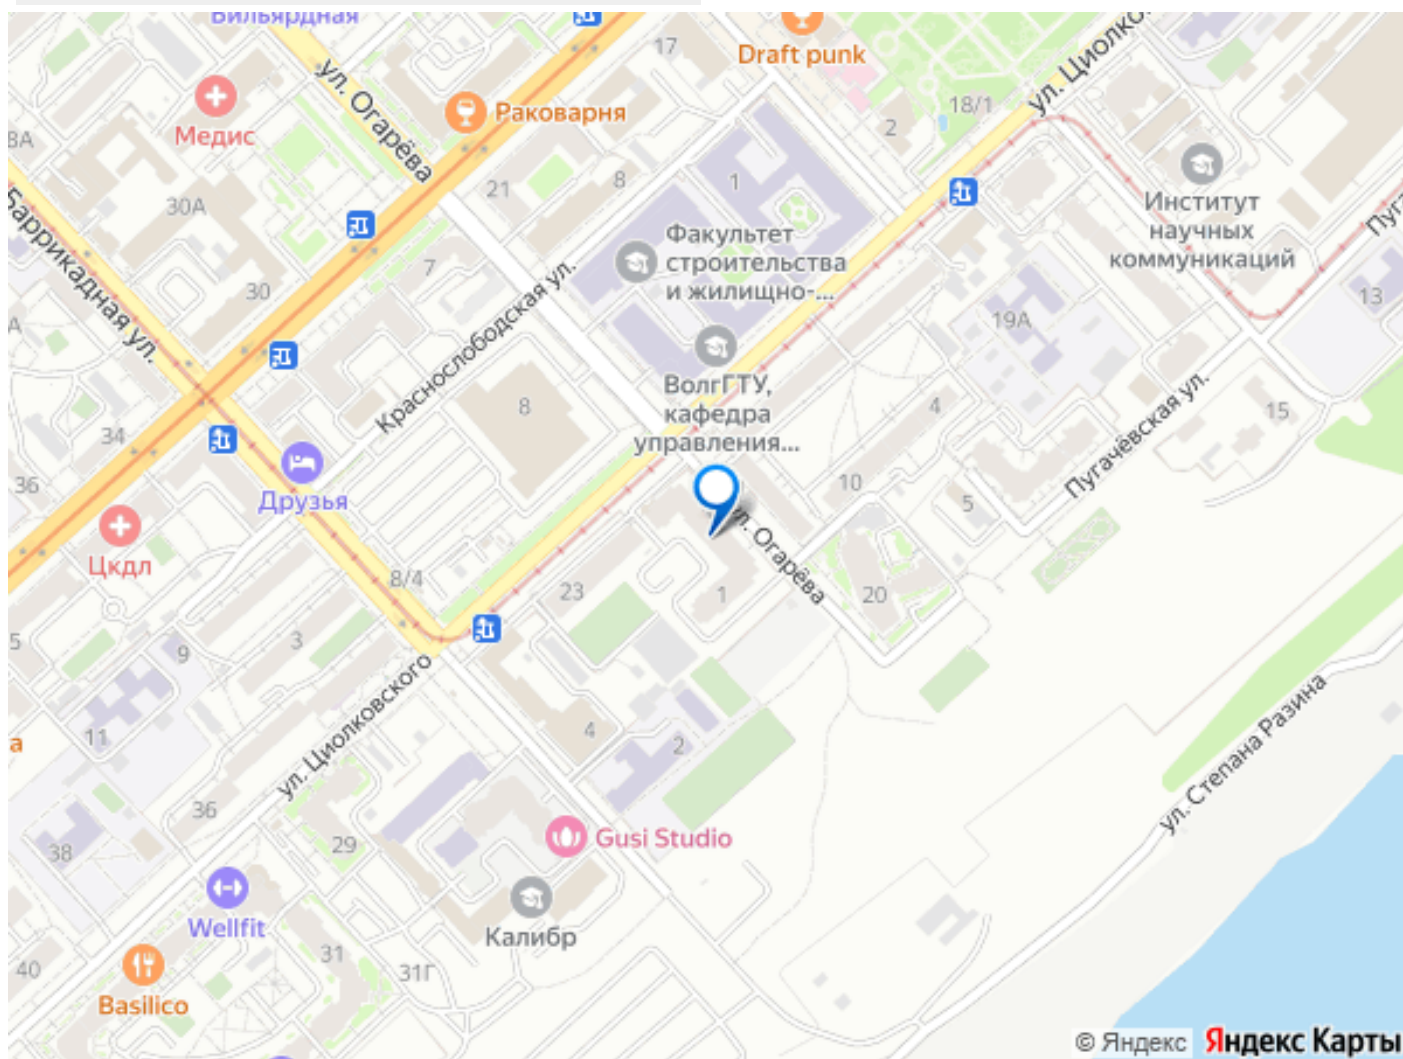 Бильярдная
17
Draft punk
ул. Циолко
ул. Огарёва
18/1
Медис
Раковарня
2
30А
21
8
1
Институт
научных
коммуникаций
Факультет
строительства
и жилищно-...
Баррикадная ул.
7
30
Краснослободская ул.
19А
13
ВолгГТУ,
кафедра
управления...
8
4
15
34
36
Друзья
Пугачёвская ул.
10
5
Цкдл
ул. Огарёва
8/4
23
1
20
5
3
9
ул. Циолковского
11
4
2
ул. Степана Разина
36
29
38
Gusi Studio
Wellfit
Калибр
31
31Г
40
Basilico
© Яндекс Яндекс Карты